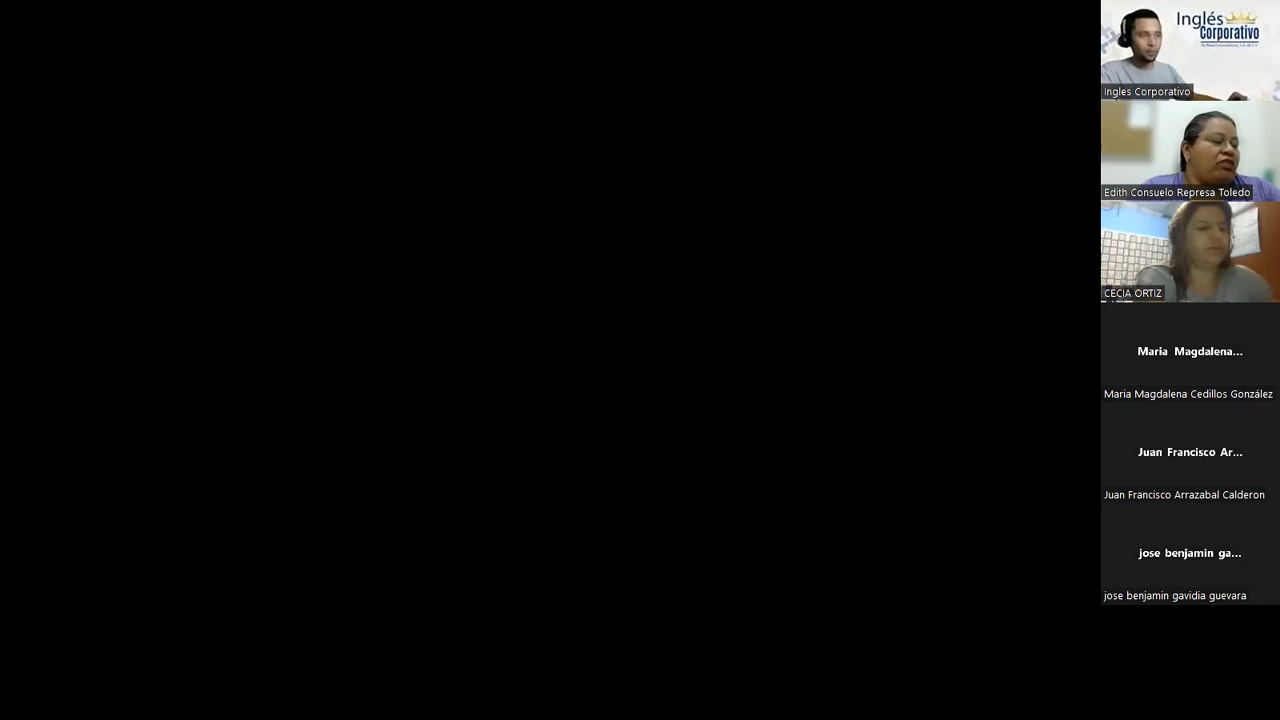 Inglés
Corporativo
Ingles Corporativo
Edith Consuelo Represa Toledo
CECIA ORTIZ
Maria Magdalena...
Maria Magdalena Cedillos González
Juan Francisco Ar...
Juan Francisco Arrazabal Calderon
jose benjamin ga...
jose benjamin gavidia guevara